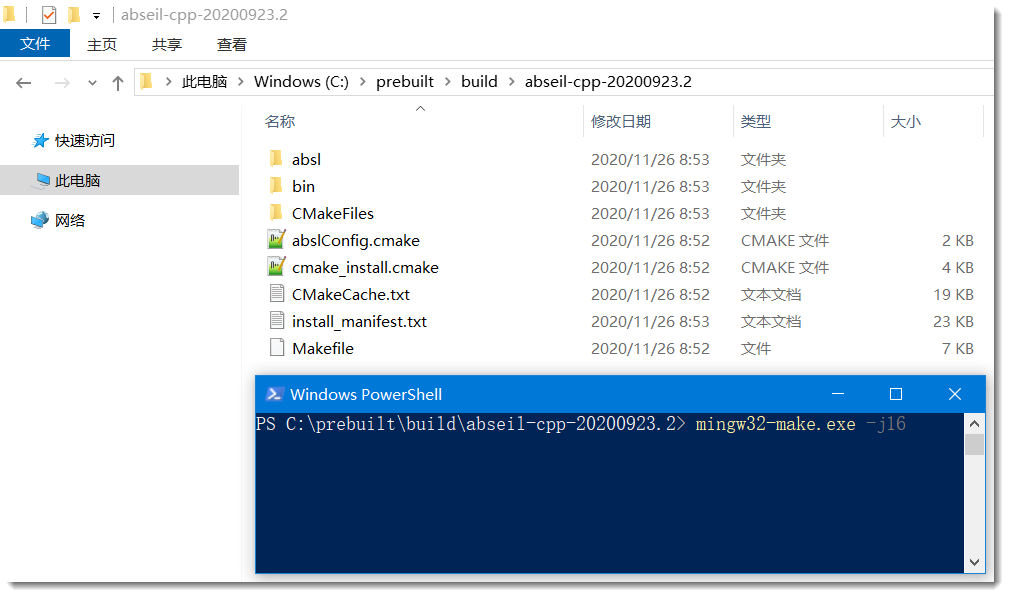 abseil-cpp-20200923.2
文件 主页 共享 查看
此电脑 Windows (C:) prebuilt build abseil-cpp-20200923.2
快速访问
此电脑
网络
名称 修改日期 类型 大小
absl 2020/11/26 8:53 文件夹
bin 2020/11/26 8:53 文件夹
CMakeFiles 2020/11/26 8:53 文件夹
abslConfig.cmake 2020/11/26 8:52 CMAKE 文件 2 KB
cmake_install.cmake 2020/11/26 8:52 CMAKE 文件 4 KB
CMakeCache.txt 2020/11/26 8:52 文本文档 19 KB
install_manifest.txt 2020/11/26 8:53 文本文档 23 KB
Makefile 2020/11/26 8:52 文件 7 KB
Windows PowerShell
PS C:\prebuilt\build\abseil-cpp-20200923.2> mingw32-make.exe -j16